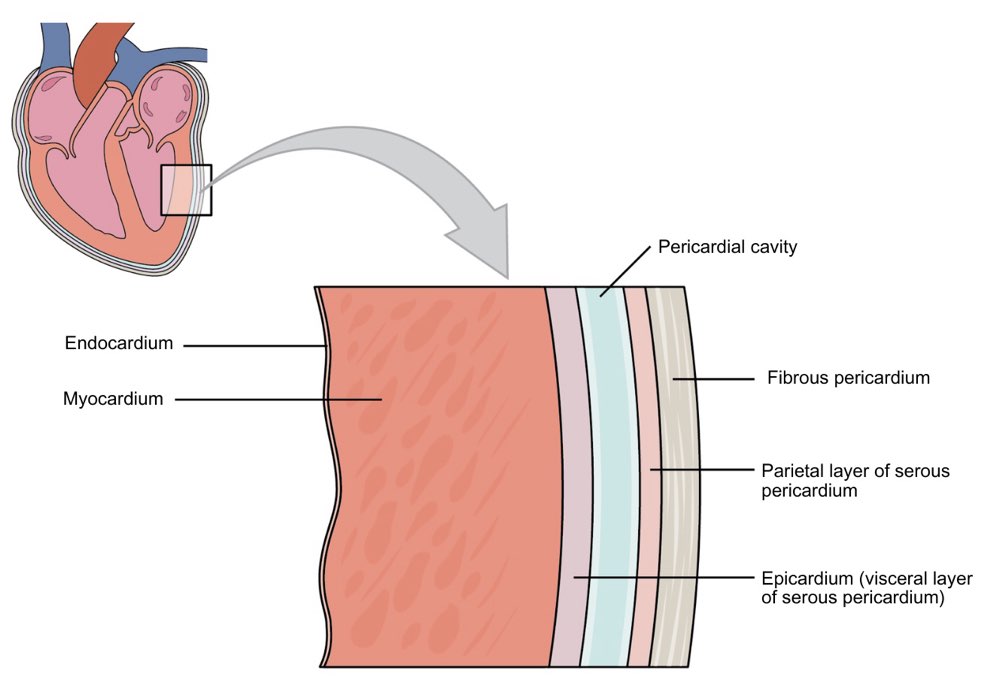 Pericardial cavity
Endocardium
Fibrous pericardium
Myocardium
Parietal layer of serous
pericardium
Epicardium (visceral layer
of serous pericardium)